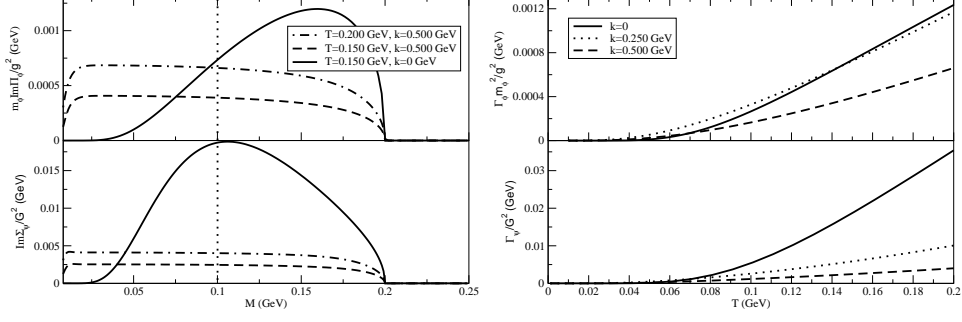 m_φ ImΠ_φ/g² (GeV)
0.001
0.0005
0
T=0.200 GeV, k=0.500 GeV
T=0.150 GeV, k=0.500 GeV
T=0.150 GeV, k=0 GeV
ImΣ_ψ/G² (GeV)
0.015
0.01
0.005
0
0.05
0.1
0.15
0.2
0.25
M (GeV)
Γ_φ m_φ²/g² (GeV)
0.0012
0.0008
0.0004
0
k=0
k=0.250 GeV
k=0.500 GeV
Γ_ψ/G² (GeV)
0.03
0.02
0.01
0
0
0.02
0.04
0.06
0.08
0.1
0.12
0.14
0.16
0.18
0.2
T (GeV)